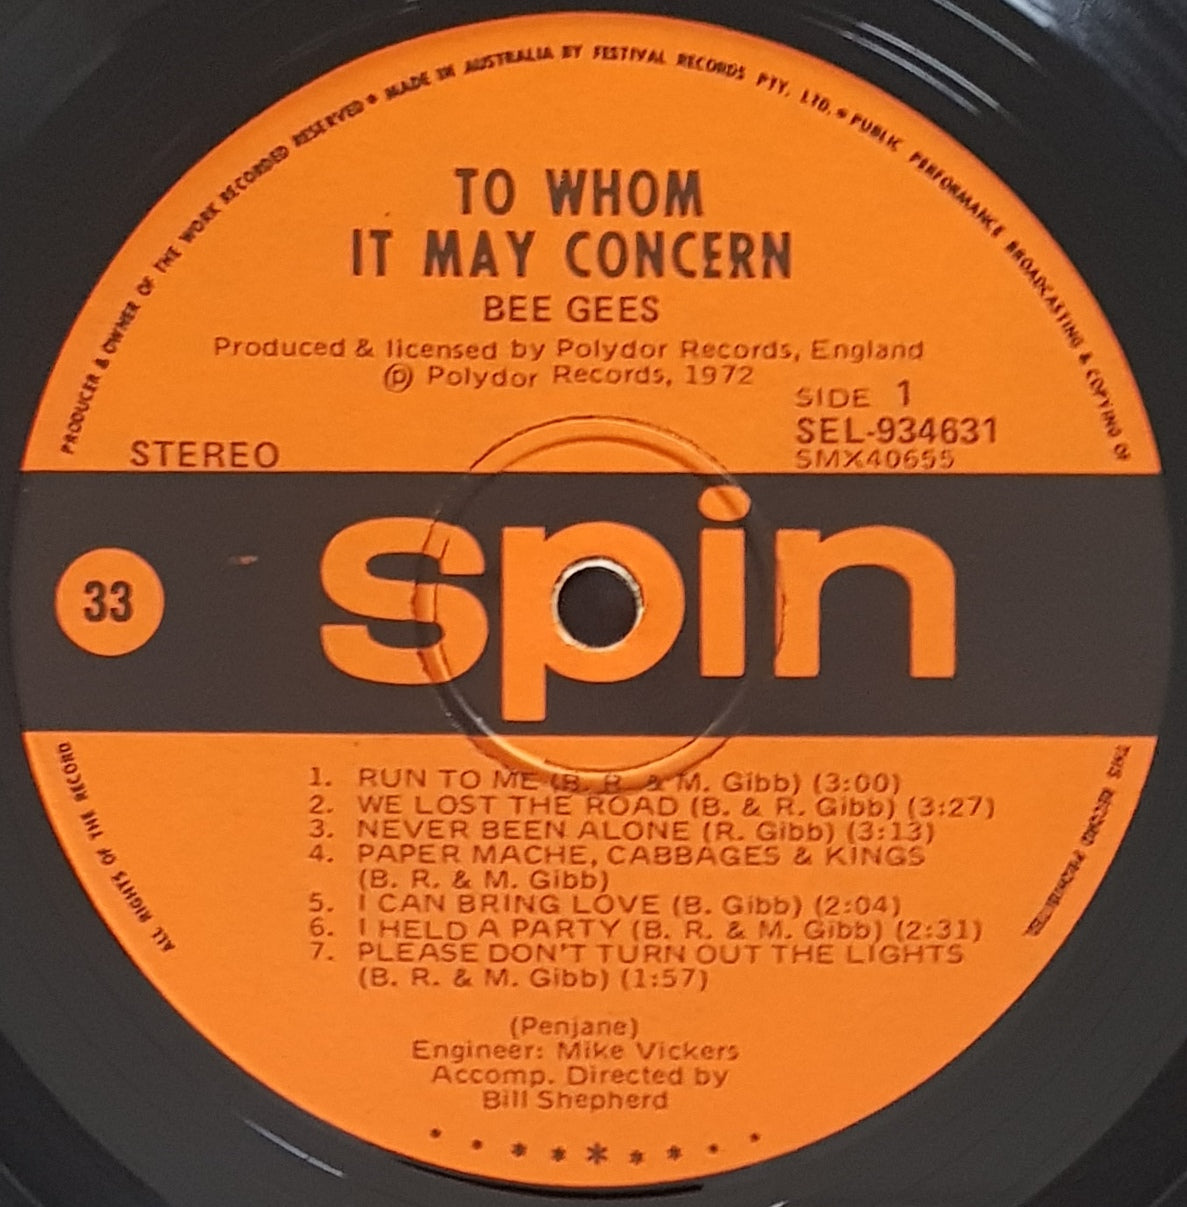 PRODUCER & OWNER OF THE WORK RECORDED RESERVED • MADE IN AUSTRALIA BY FESTIVAL RECORDS PTY. LTD. • PUBLIC PERFORMANCE BROADCASTING & COPYING OF
TO WHOM
IT MAY CONCERN
BEE GEES
Produced & licensed by Polydor Records, England
Ⓟ Polydor Records, 1972
SIDE 1
SEL-934631
SMX40655
STEREO
33
spin
1. RUN TO ME (B. R. & M. Gibb) (3:00)
2. WE LOST THE ROAD (B. & R. Gibb) (3:27)
3. NEVER BEEN ALONE (R. Gibb) (3:13)
4. PAPER MACHE, CABBAGES & KINGS
(B. R. & M. Gibb)
5. I CAN BRING LOVE (B. Gibb) (2:04)
6. I HELD A PARTY (B. R. & M. Gibb) (2:31)
7. PLEASE DON'T TURN OUT THE LIGHTS
(B. R. & M. Gibb) (1:57)
(Penjane)
Engineer: Mike Vickers
Accomp. Directed by
Bill Shepherd
THIS RECORD PROHIBITED
ALL RIGHTS OF THE RECORD